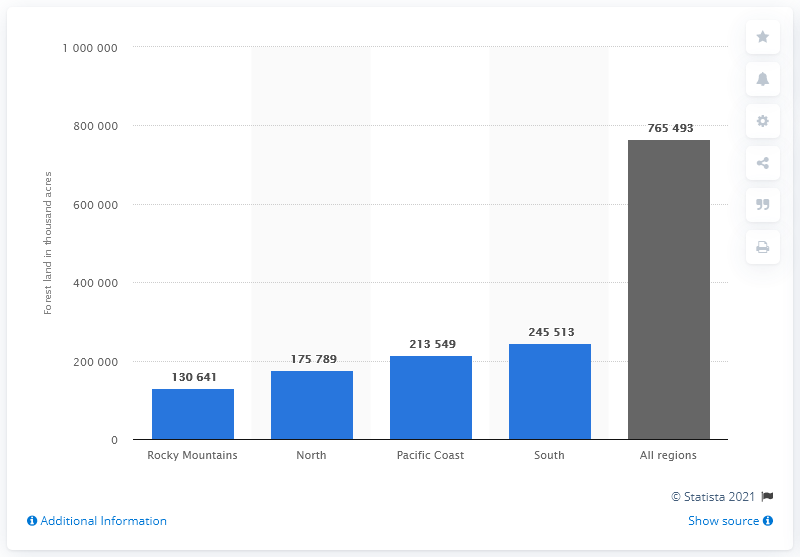 1 000 000
800 000
600 000
400 000
200 000
0
Forest land in thousand acres
130 641
175 789
213 549
245 513
765 493
Rocky Mountains
North
Pacific Coast
South
All regions
© Statista 2021
Additional Information
Show source